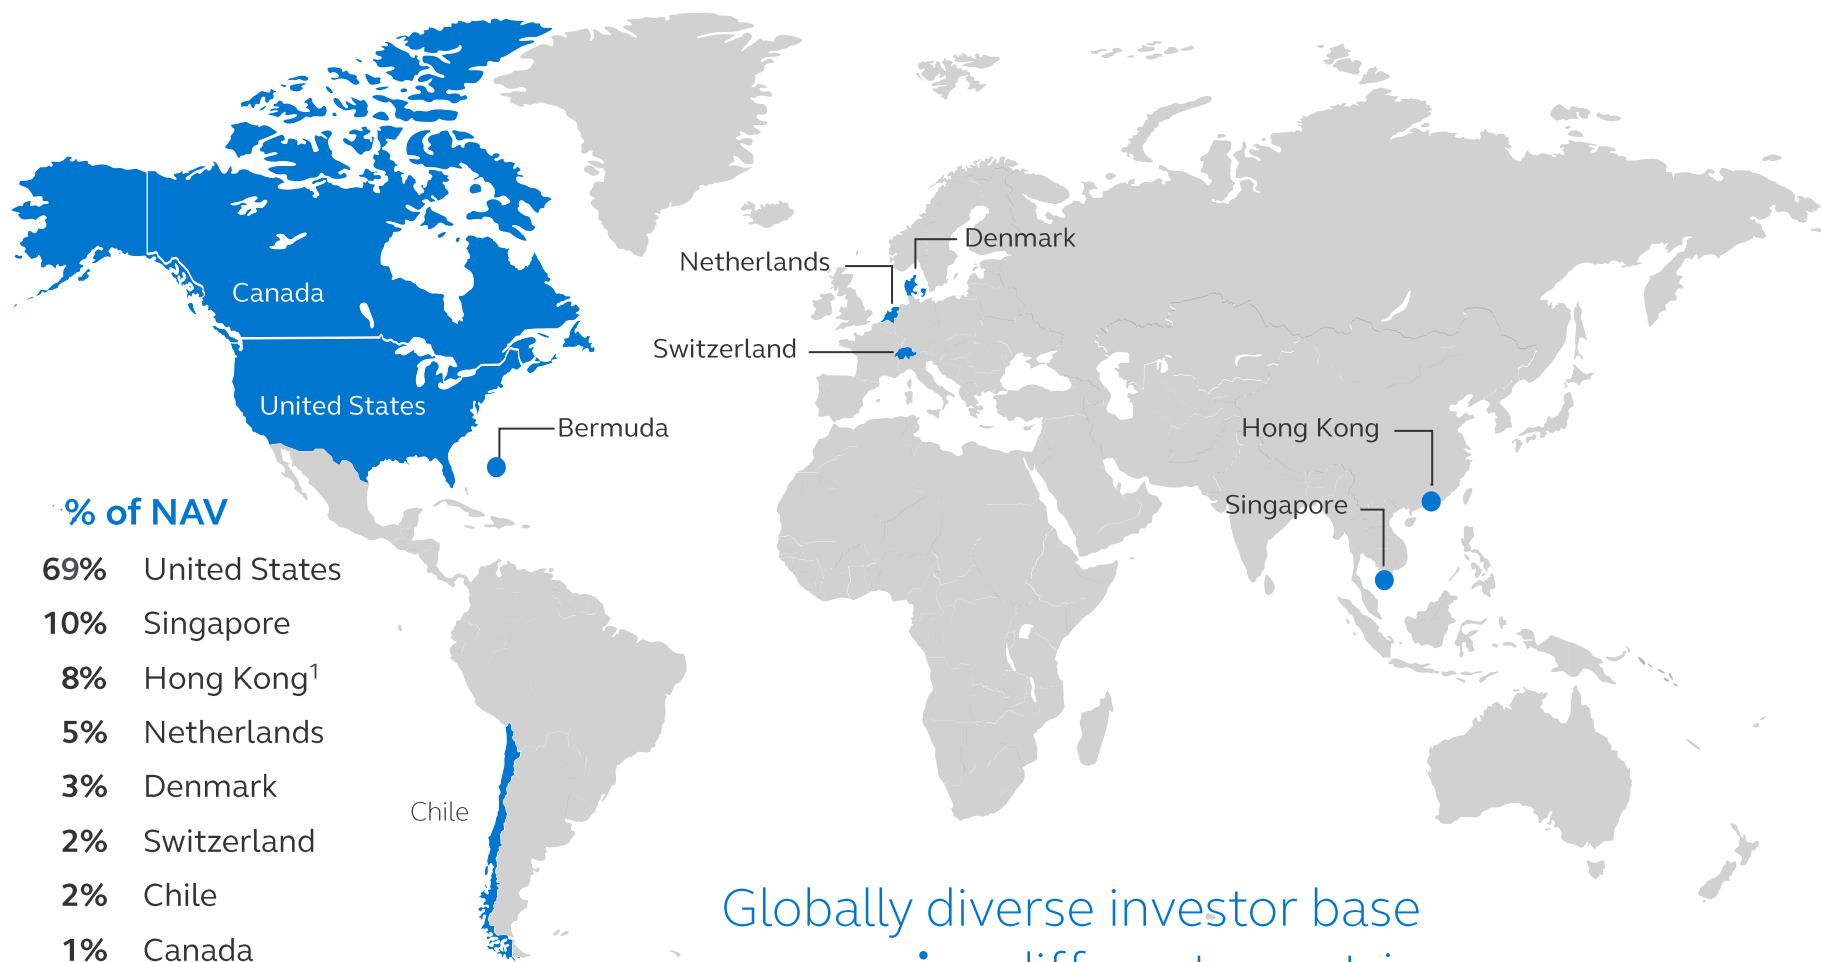 Denmark
Netherlands
Canada
Switzerland
United States
Bermuda
Hong Kong
Singapore
% of NAV
69% United States
10% Singapore
8% Hong Kong¹
5% Netherlands
3% Denmark
2% Switzerland
2% Chile
1% Canada
Chile
Globally diverse investor base
different